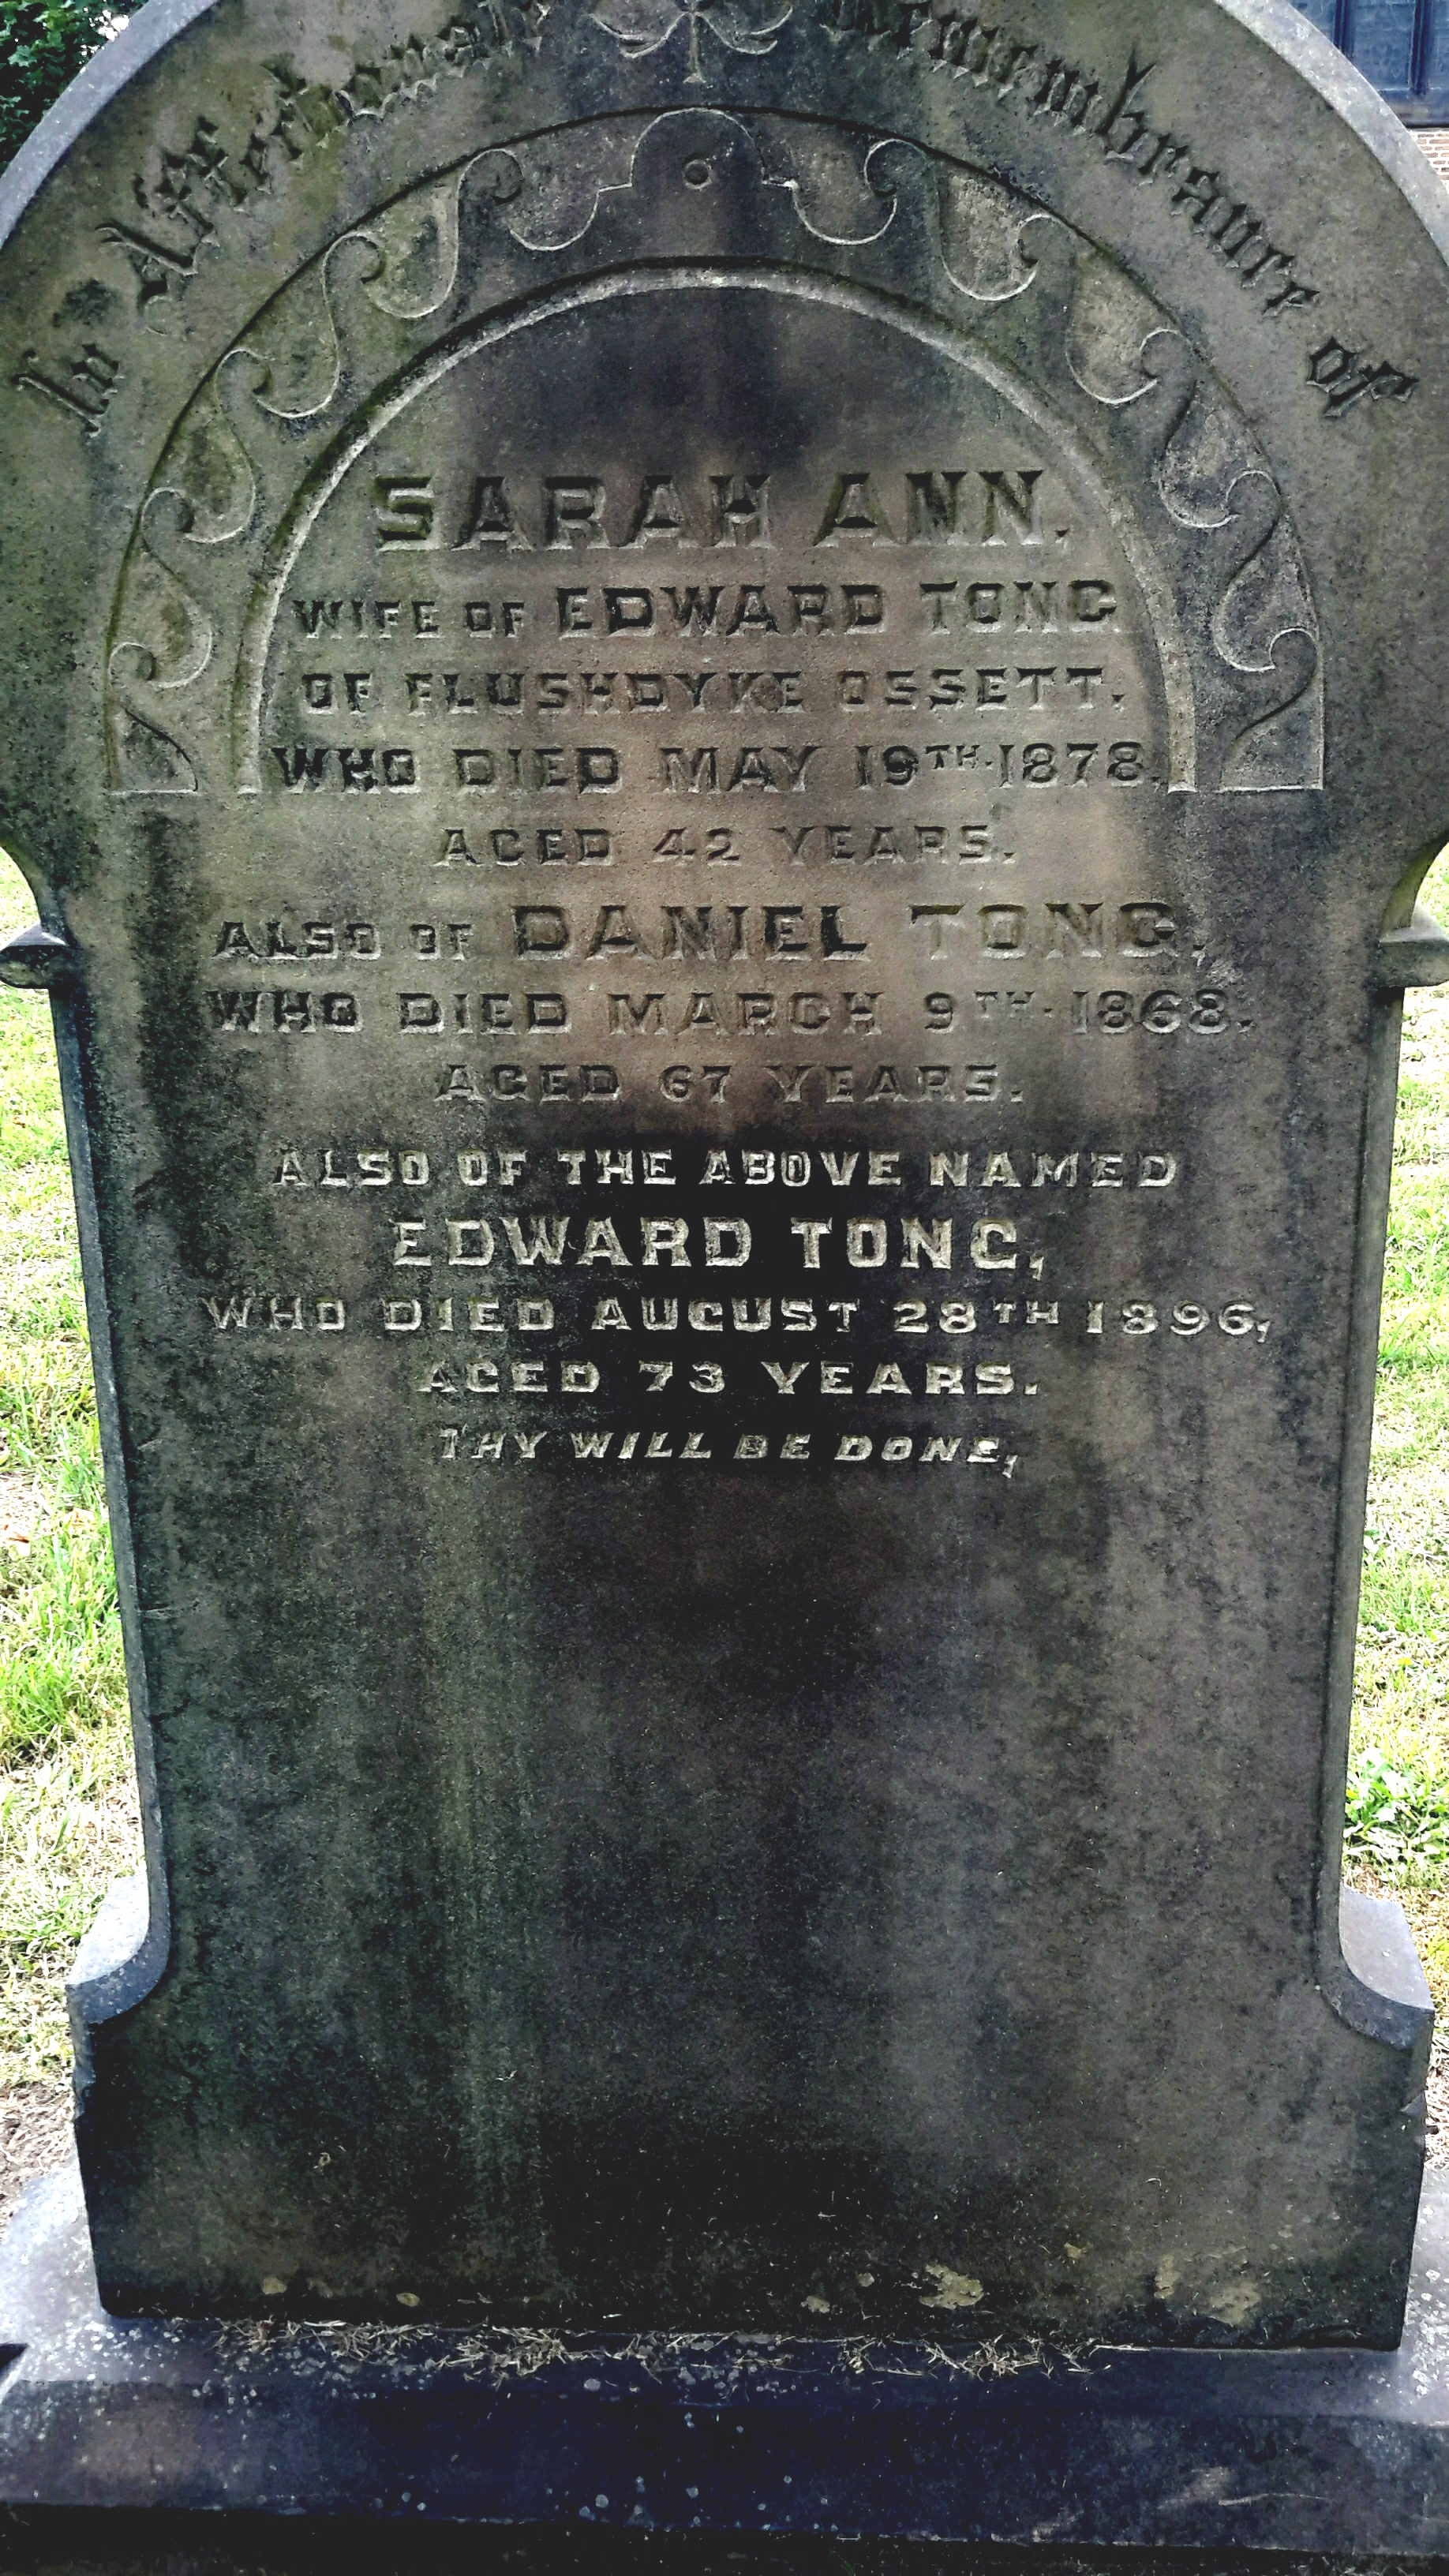 In Affectionate Remembrance of
SARAH ANN.
WIFE OF EDWARD TONG
OF FLUSHDYKE OSSETT.
WHO DIED MAY 19TH. 1878.
AGED 42 YEARS.
ALSO OF DANIEL TONG,
WHO DIED MARCH 9TH. 1868.
AGED 67 YEARS.
ALSO OF THE ABOVE NAMED
EDWARD TONG,
WHO DIED AUGUST 28TH 1896,
AGED 73 YEARS.
THY WILL BE DONE,